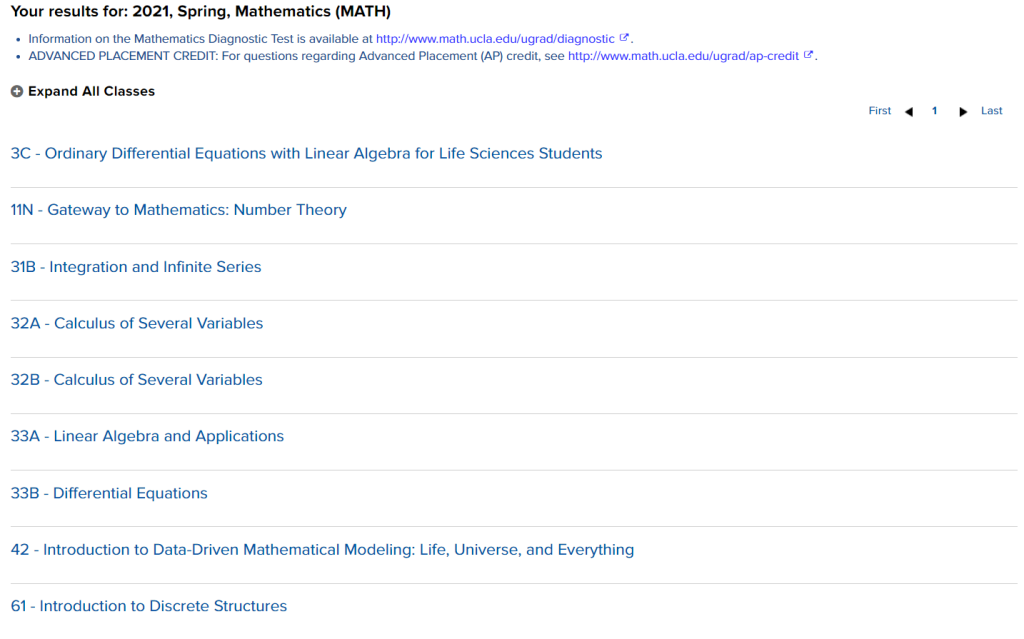 Your results for: 2021, Spring, Mathematics (MATH)
• Information on the Mathematics Diagnostic Test is available at http://www.math.ucla.edu/ugrad/diagnostic.
• ADVANCED PLACEMENT CREDIT: For questions regarding Advanced Placement (AP) credit, see http://www.math.ucla.edu/ugrad/ap-credit.
Expand All Classes
First ◀ 1 ▶ Last
3C - Ordinary Differential Equations with Linear Algebra for Life Sciences Students
11N - Gateway to Mathematics: Number Theory
31B - Integration and Infinite Series
32A - Calculus of Several Variables
32B - Calculus of Several Variables
33A - Linear Algebra and Applications
33B - Differential Equations
42 - Introduction to Data-Driven Mathematical Modeling: Life, Universe, and Everything
61 - Introduction to Discrete Structures